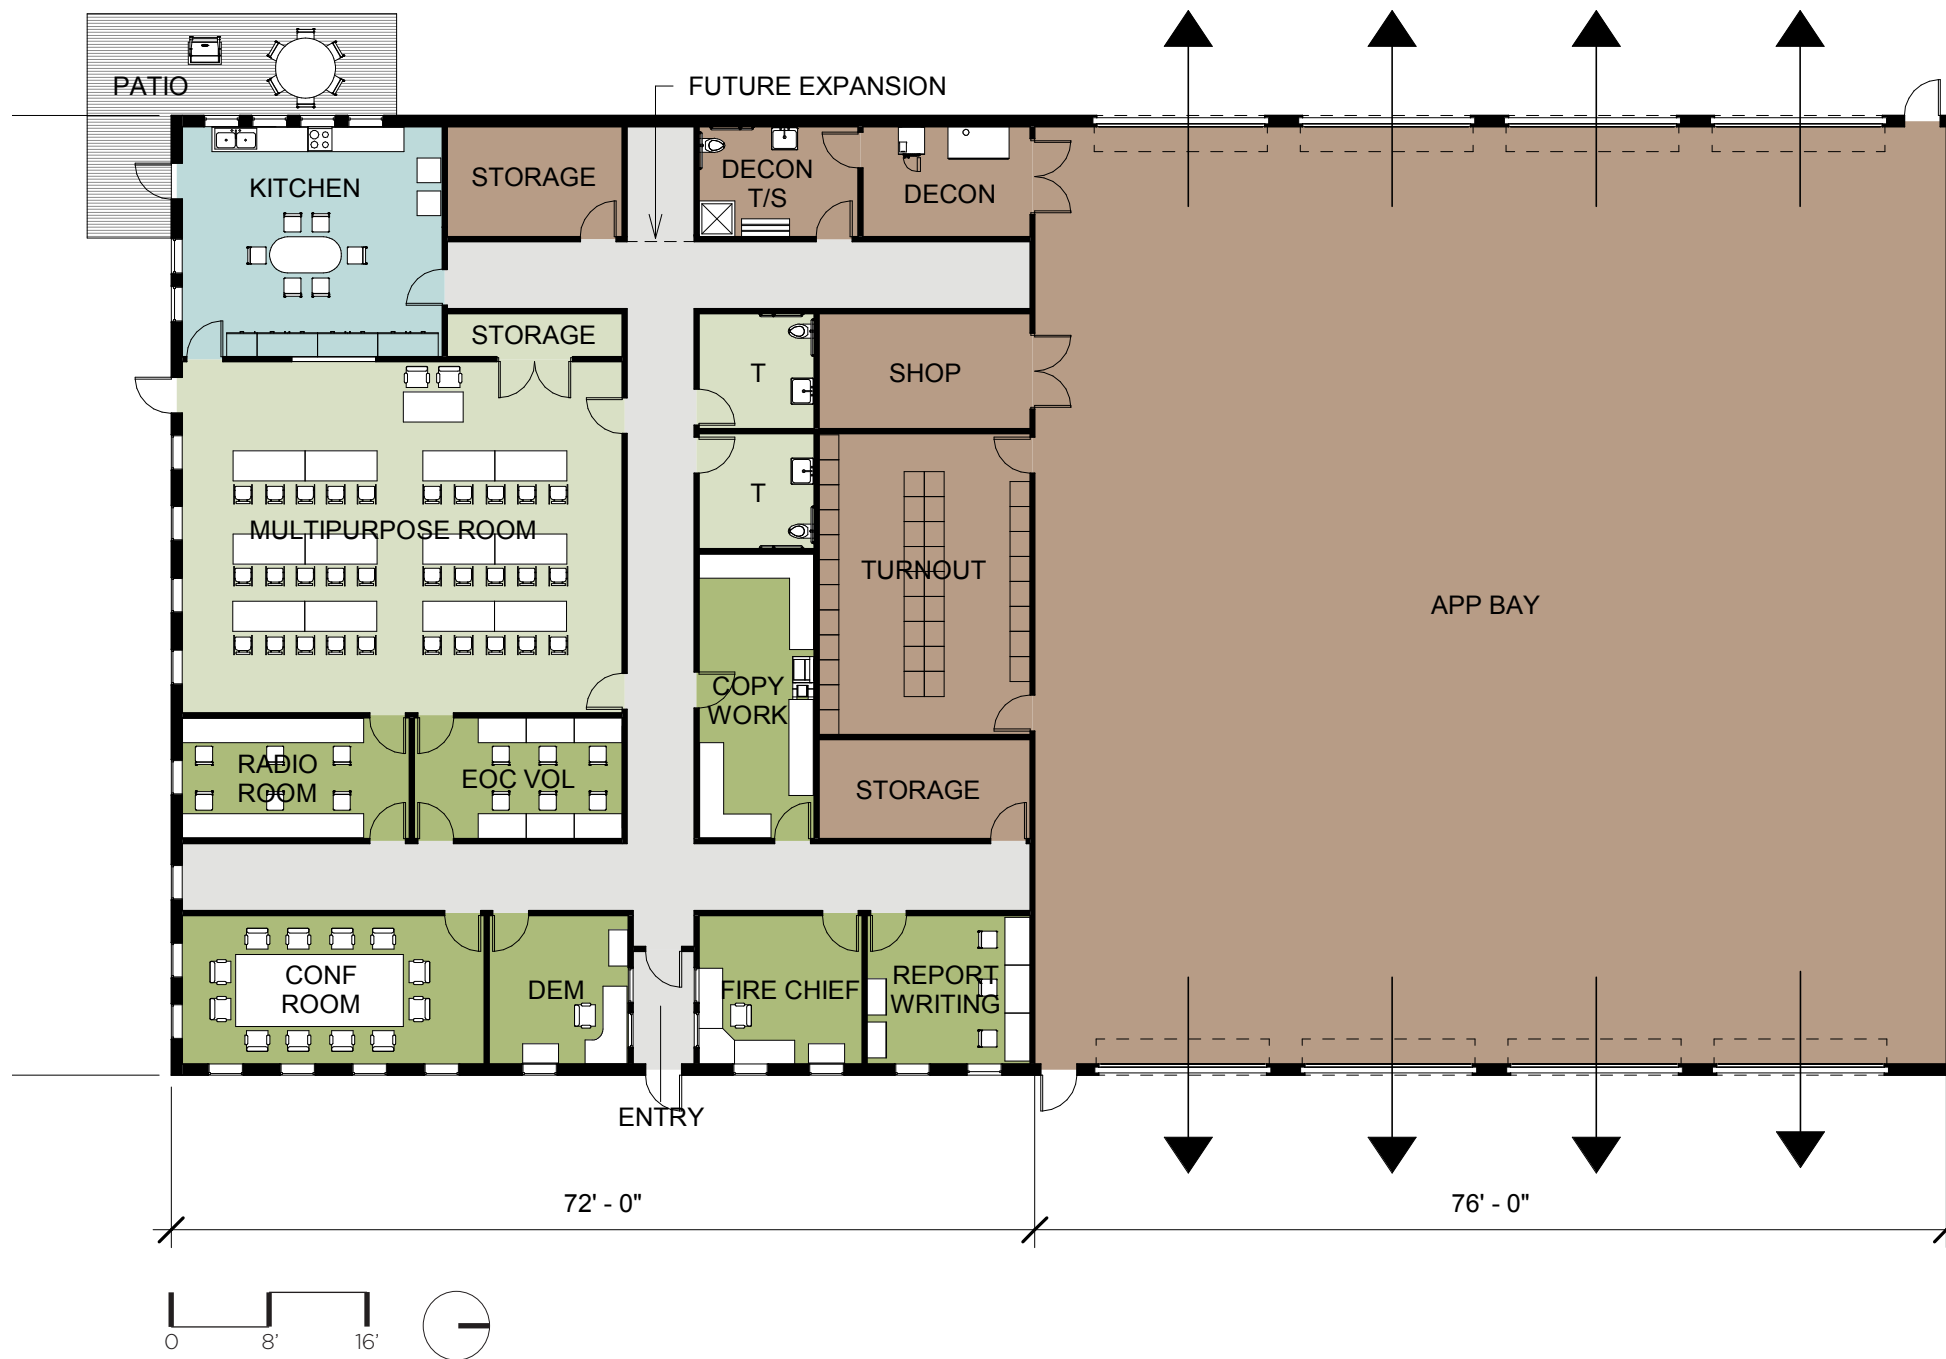 FUTURE EXPANSION
PATIO
KITCHEN
STORAGE
DECON
T/S
DECON
STORAGE
T
SHOP
T
MULTIPURPOSE ROOM
TURNOUT
APP BAY
COPY
WORK
RADIO
ROOM
EOC VOL
STORAGE
CONF
ROOM
DEM
FIRE CHIEF
REPORT
WRITING
ENTRY
72' - 0"
76' - 0"
0 8' 16'